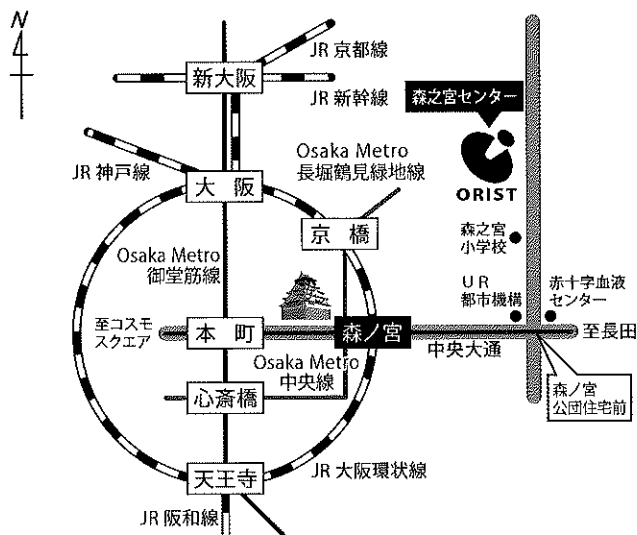 N
JR 京都線
新大阪
JR 新幹線
森之宮センター
ORIST
JR 神戸線
Osaka Metro
長堀鶴見緑地線
大 阪
京 橋
森之宮
小学校
Osaka Metro
御堂筋線
UR
都市機構
赤十字血液
センター
至コスモ
スクエア
本 町
森ノ宮
中央大通
至長田
Osaka Metro
中央線
心斎橋
森ノ宮
公団住宅前
天王寺
JR 大阪環状線
JR 阪和線